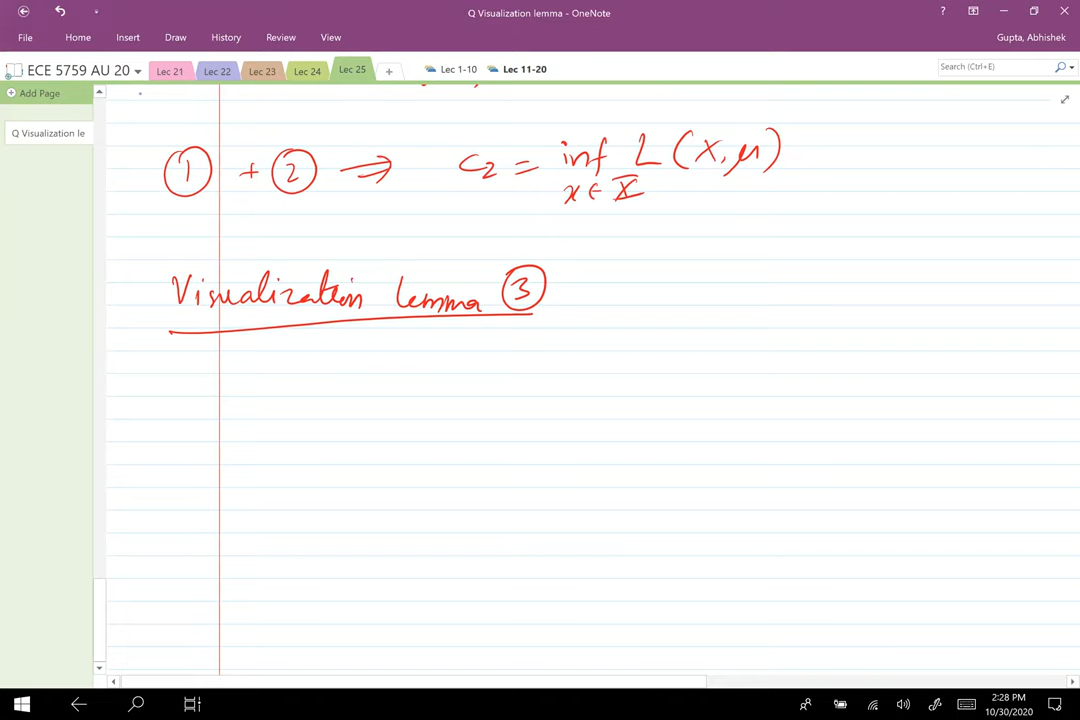 Q Visualization lemma - OneNote
Gupta, Abhishek
File Home Insert Draw History Review View
ECE 5759 AU 20
Lec 21 Lec 22 Lec 23 Lec 24 Lec 25 + Lec 1-10 Lec 11-20
Search (Ctrl+E)
Add Page
Q Visualization le
① + ② ⇒ C2 = inf L(x, μ)
x ∈ X
Visualization lemma ③
2:28 PM
10/30/2020